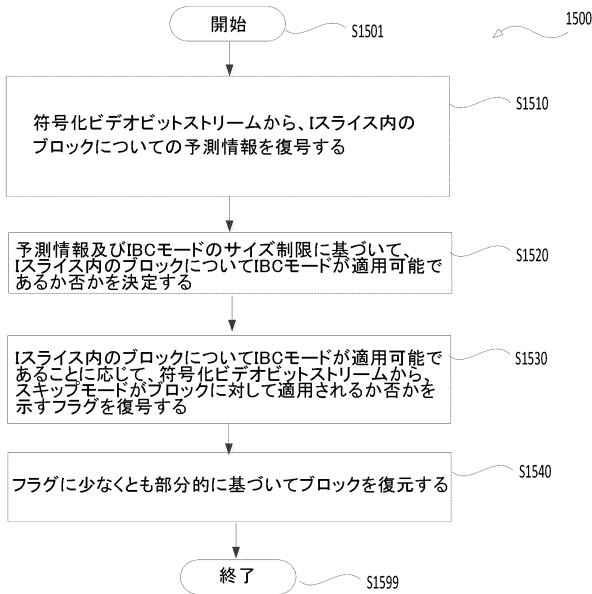 1500
開始
S1501
符号化ビデオビットストリームから、Iスライス内の
ブロックについての予測情報を復号する
S1510
予測情報及びIBCモードのサイズ制限に基づいて、
Iスライス内のブロックについてIBCモードが適用可能で
あるか否かを決定する
S1520
Iスライス内のブロックについてIBCモードが適用可能で
あることに応じて、符号化ビデオビットストリームから、
スキップモードがブロックに対して適用されるか否かを
示すフラグを復号する
S1530
フラグに少なくとも部分的に基づいてブロックを復元する
S1540
終了
S1599